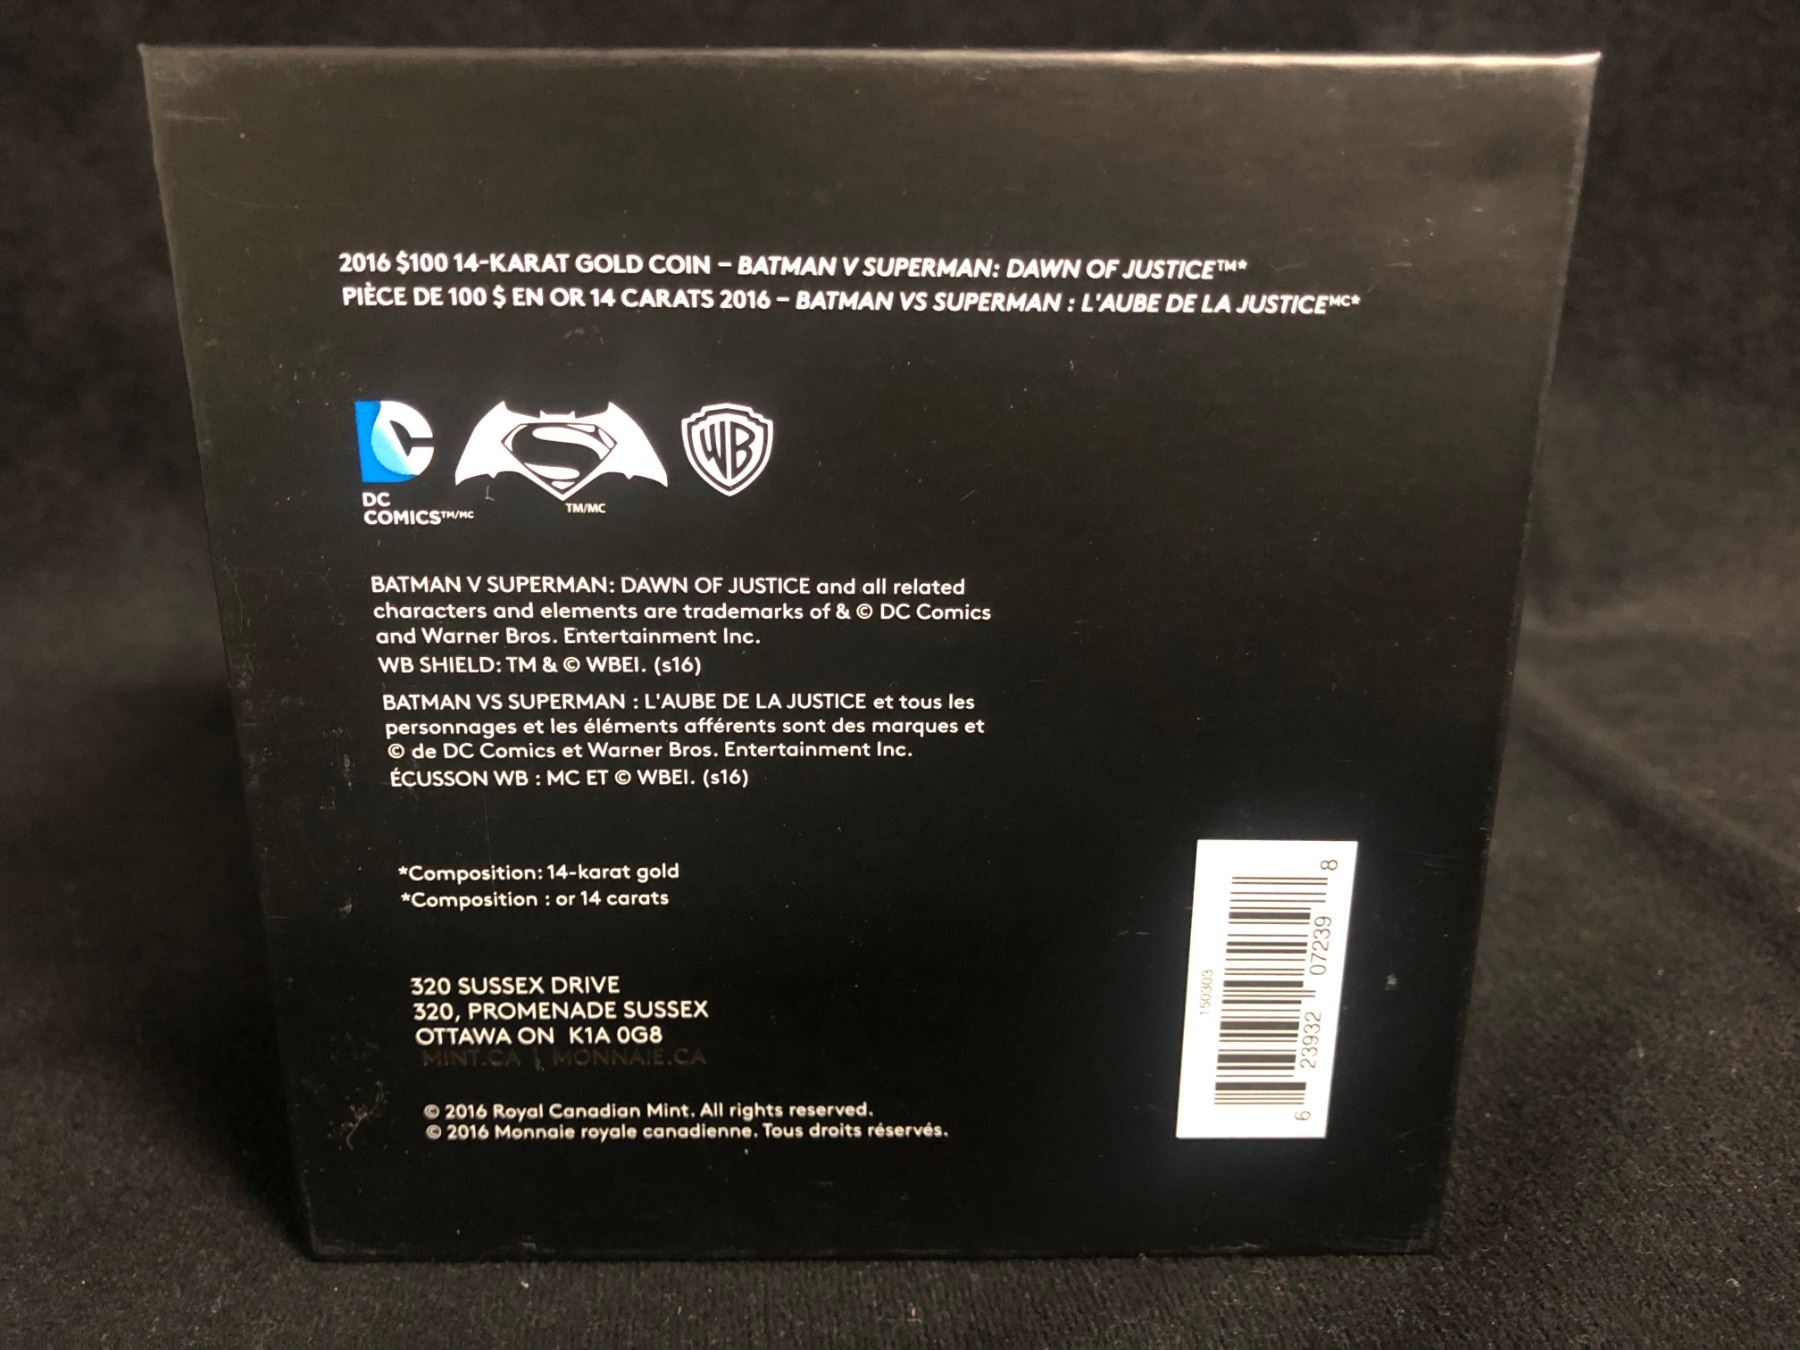 2016 $100 14-KARAT GOLD COIN – BATMAN V SUPERMAN: DAWN OF JUSTICE™*
PIÈCE DE 100 $ EN OR 14 CARATS 2016 – BATMAN VS SUPERMAN : L'AUBE DE LA JUSTICEMC*
DC
COMICSTM/MC
S
TM/MC
WB
BATMAN V SUPERMAN: DAWN OF JUSTICE and all related
characters and elements are trademarks of & © DC Comics
and Warner Bros. Entertainment Inc.
WB SHIELD: TM & © WBEI. (s16)
BATMAN VS SUPERMAN : L'AUBE DE LA JUSTICE et tous les
personnages et les éléments afférents sont des marques et
© de DC Comics et Warner Bros. Entertainment Inc.
ÉCUSSON WB : MC ET © WBEI. (s16)
*Composition: 14-karat gold
*Composition : or 14 carats
320 SUSSEX DRIVE
320, PROMENADE SUSSEX
OTTAWA ON K1A 0G8
MINT.CA | MONNAIE.CA
© 2016 Royal Canadian Mint. All rights reserved.
© 2016 Monnaie royale canadienne. Tous droits réservés.
150303
6 23932 07239 8